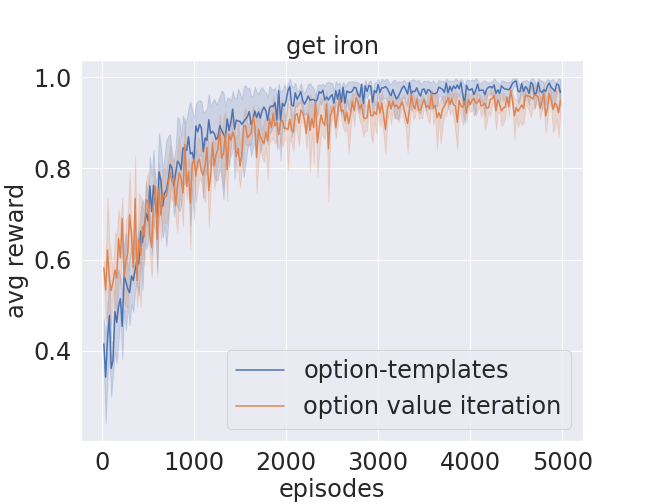 get iron
avg reward
1.0
0.8
0.6
0.4
option-templates
option value iteration
0 1000 2000 3000 4000 5000
episodes